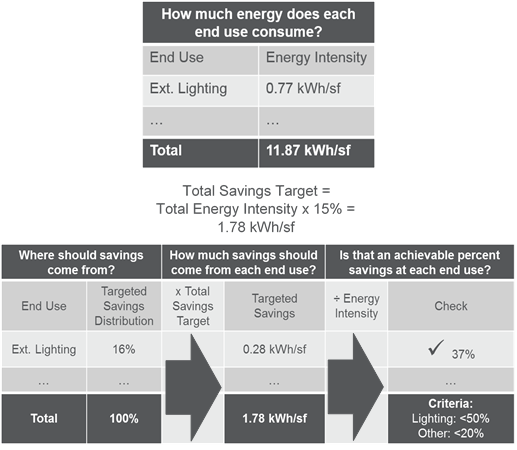 How much energy does each
end use consume?
End Use Energy Intensity
Ext. Lighting 0.77 kWh/sf
... ...
Total 11.87 kWh/sf
Total Savings Target =
Total Energy Intensity x 15% =
1.78 kWh/sf
Where should savings
come from?
How much savings should
come from each end use?
Is that an achievable percent
savings at each end use?
End Use
Targeted
Savings
Distribution
x Total
Savings
Target
Targeted
Savings
÷ Energy
Intensity
Check
Ext. Lighting 16% 0.28 kWh/sf ✓ 37%
... ... ... ...
Total 100% 1.78 kWh/sf
Criteria:
Lighting: <50%
Other: <20%